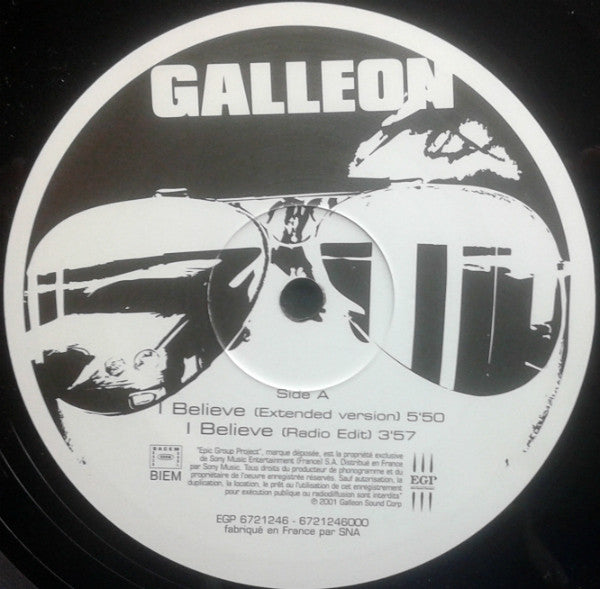 GALLEON
Side A
I Believe (Extended version) 5'50
I Believe (Radio Edit) 3'57
SACEM
BIEM
"Epic Group Project", marque déposée, est la propriété exclusive
de Sony Music Entertainment (France) S.A. Distribué en France
par Sony Music. Tous droits du producteur de phonogramme et du
propriétaire de l'oeuvre enregistrée réservés. Sauf autorisation, la
duplication, la location, le prêt ou l'utilisation de cet enregistrement
pour exécution publique ou radiodiffusion sont interdits"
℗ © 2001 Galleon Sound Corp
EGP
EGP 6721246 - 6721246000
fabriqué en France par SNA